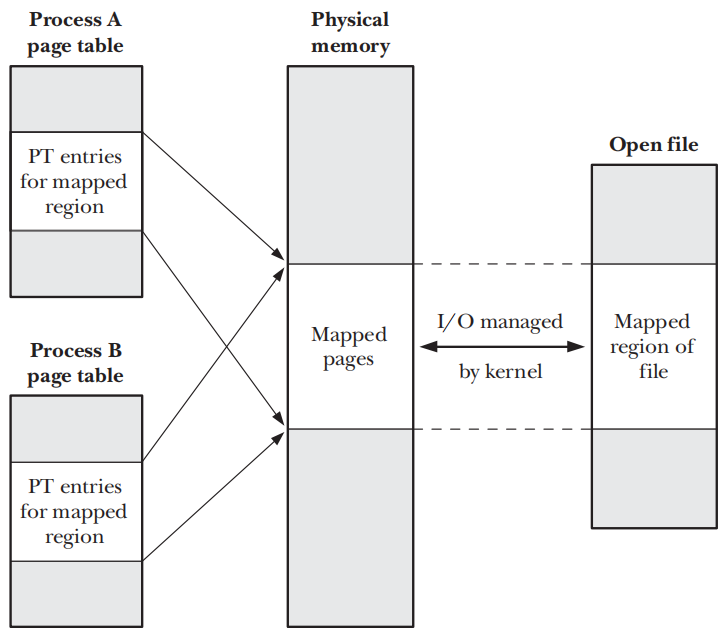 Process A
page table
PT entries
for mapped
region
Process B
page table
PT entries
for mapped
region
Physical
memory
Mapped
pages
I/O managed
by kernel
Open file
Mapped
region of
file